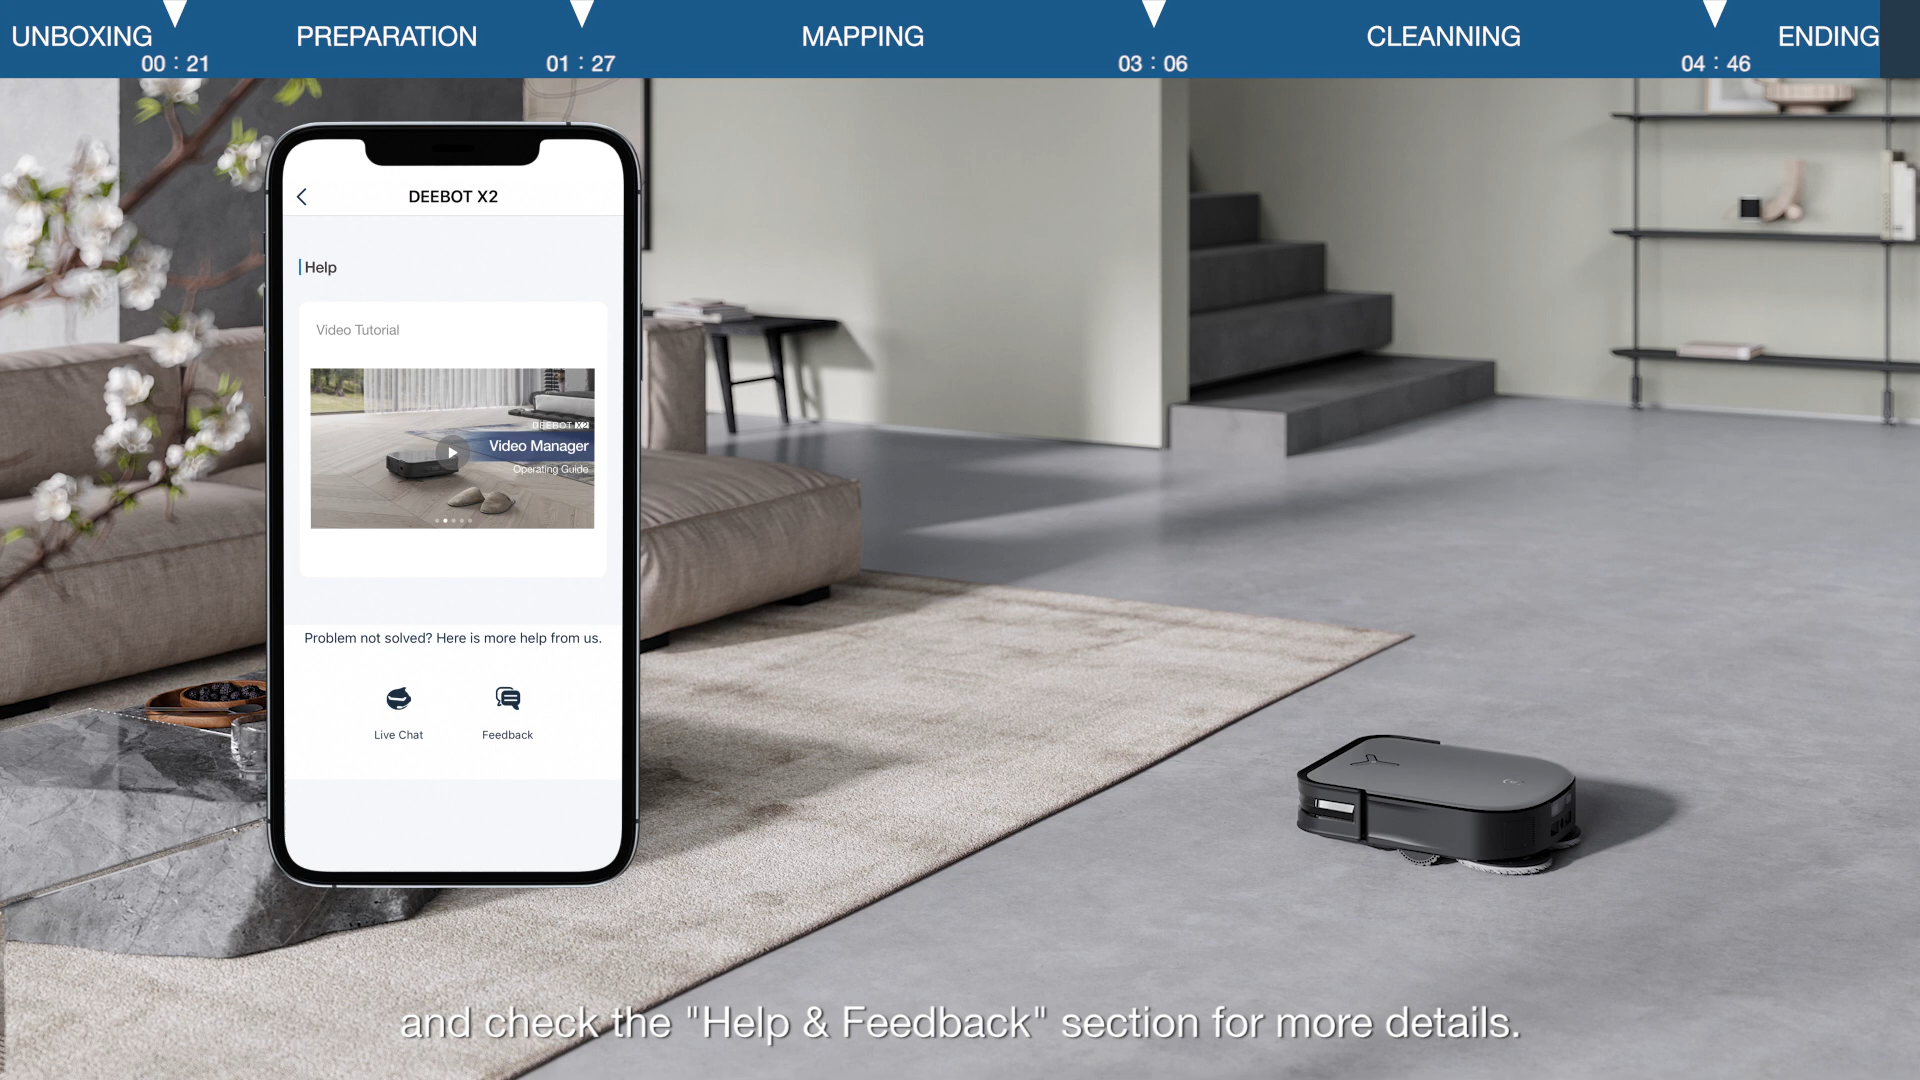 UNBOXING
PREPARATION
MAPPING
CLEANNING
ENDING
00 : 21
01 : 27
03 : 06
04 : 46
DEEBOT X2
Help
Video Tutorial
DEEBOT X2
Video Manager
Operating Guide
Problem not solved? Here is more help from us.
Live Chat
Feedback
and check the "Help & Feedback" section for more details.